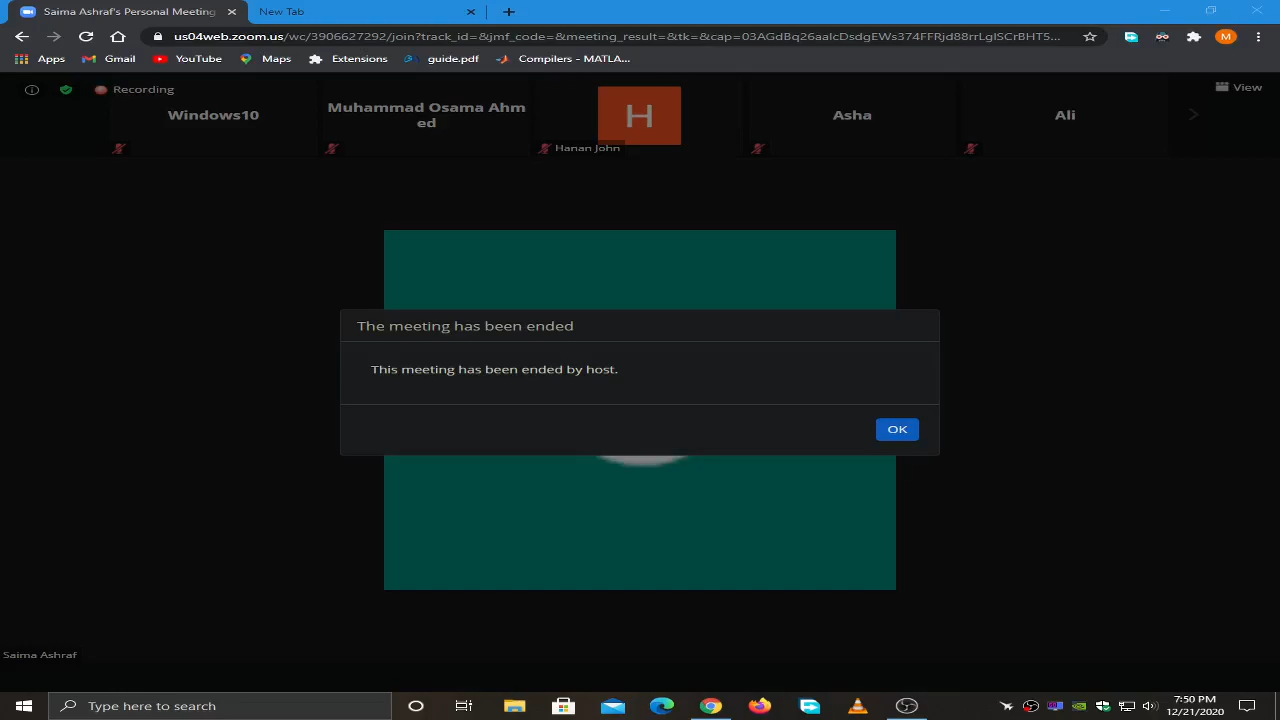 Saima Ashraf's Personal Meeting
New Tab
us04web.zoom.us/wc/3906627292/join?track_id=&jmf_code=&meeting_result=&tk=&cap=03AGdBq26aalcDsdgEWs374FFRjd88rrLgISCrBHT5...
Apps
Gmail
YouTube
Maps
Extensions
guide.pdf
Compilers - MATLA...
Recording
View
Windows10
Muhammad Osama Ahm
ed
H
Hanan John
Asha
Ali
The meeting has been ended
This meeting has been ended by host.
OK
Saima Ashraf
Type here to search
7:50 PM
12/21/2020
M